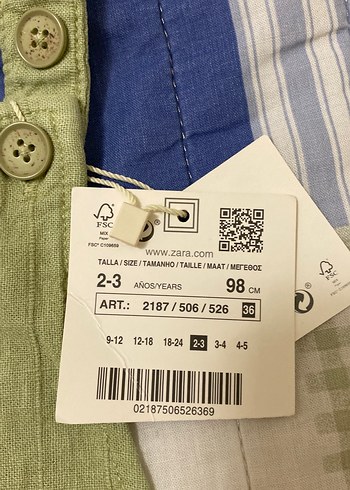 FSC
MIX
FSC® C109659
®
www.zara.com
TALLA / SIZE / TAMANHO / TAILLE / MAAT / ΜΕΓΕΘΟΣ
2-3 AÑOS/YEARS 98 CM
ART.: 2187 / 506 / 526 36
9-12 12-18 18-24 2-3 3-4 4-5
02187506526369
FSC